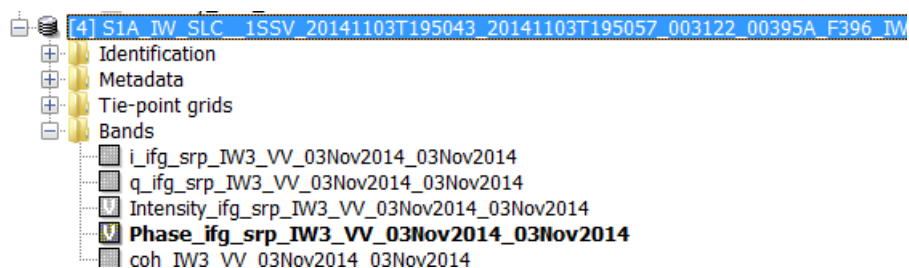 [4] S1A_IW_SLC__1SSV_20141103T195043_20141103T195057_003122_00395A_F396_IW
Identification
Metadata
Tie-point grids
Bands
i_ifg_srp_IW3_VV_03Nov2014_03Nov2014
q_ifg_srp_IW3_VV_03Nov2014_03Nov2014
Intensity_ifg_srp_IW3_VV_03Nov2014_03Nov2014
Phase_ifg_srp_IW3_VV_03Nov2014_03Nov2014
coh_IW3_VV_03Nov2014_03Nov2014